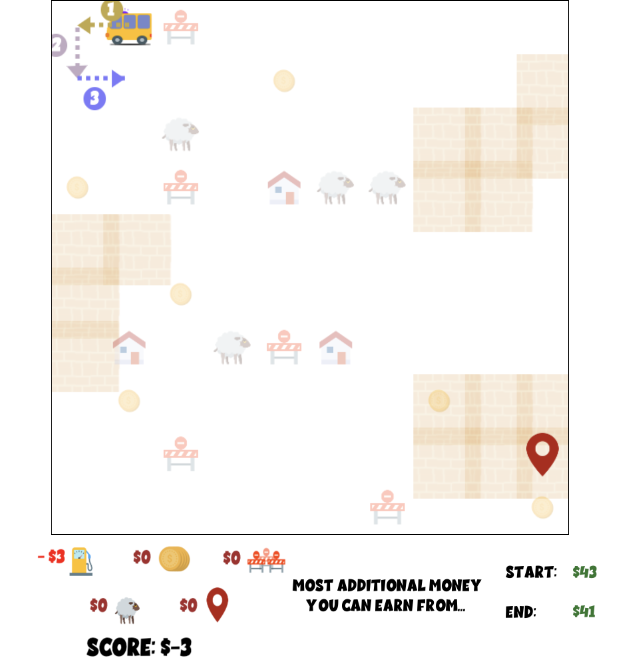 1
2
3
- $3
$0
$0
$0
$0
MOST ADDITIONAL MONEY
YOU CAN EARN FROM...
START: $43
END: $41
SCORE: $-3